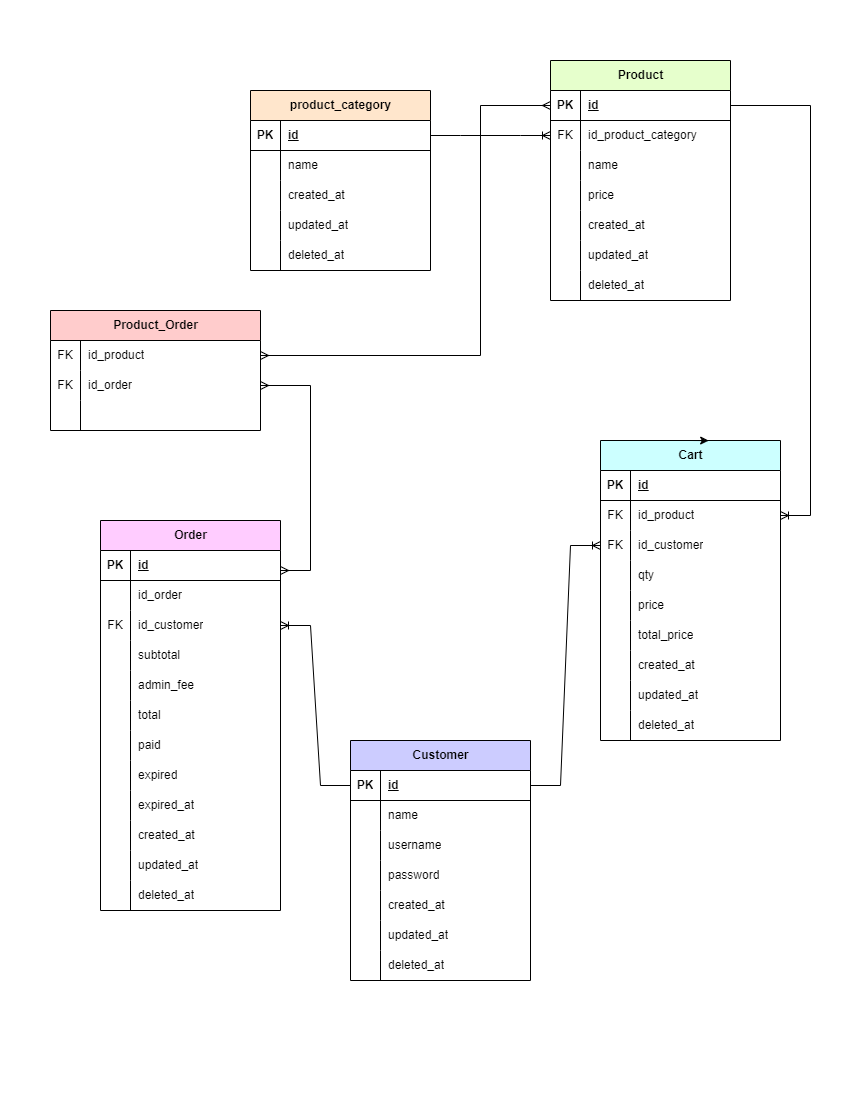 Product
PK id
FK id_product_category
name
price
created_at
updated_at
deleted_at
product_category
PK id
name
created_at
updated_at
deleted_at
Product_Order
FK id_product
FK id_order
Cart
PK id
FK id_product
FK id_customer
qty
price
total_price
created_at
updated_at
deleted_at
Order
PK id
id_order
FK id_customer
subtotal
admin_fee
total
paid
expired
expired_at
created_at
updated_at
deleted_at
Customer
PK id
name
username
password
created_at
updated_at
deleted_at